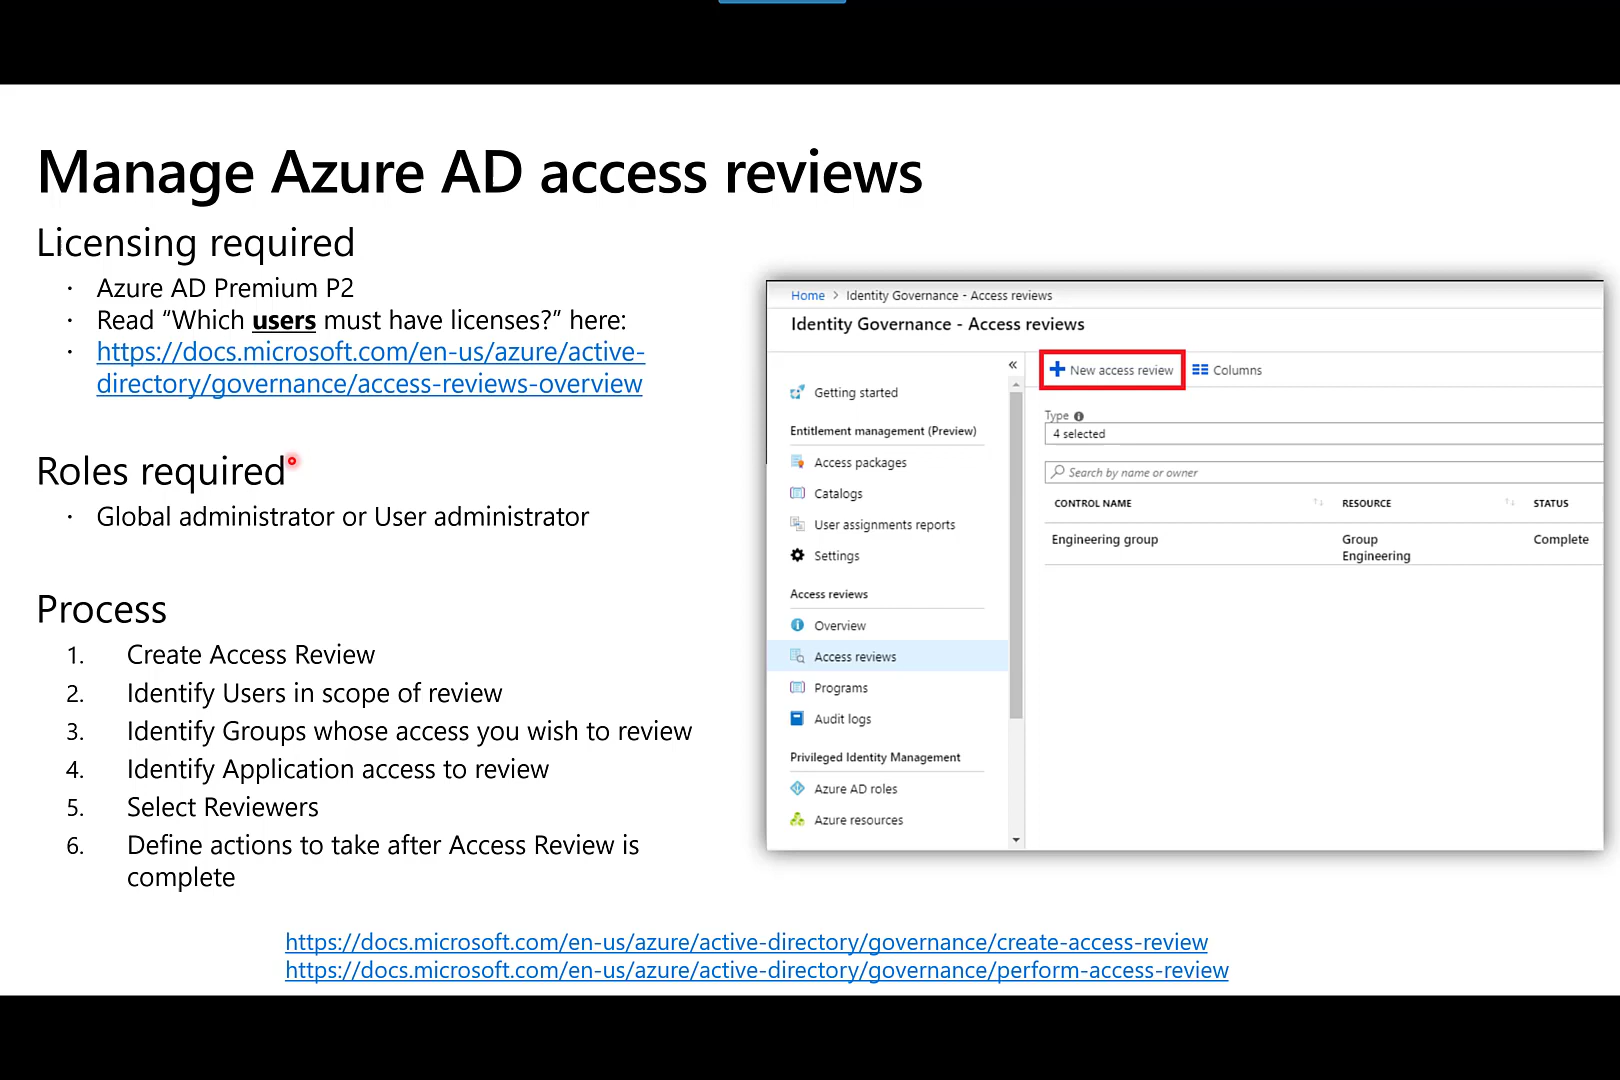 Manage Azure AD access reviews
Licensing required
· Azure AD Premium P2
· Read “Which users must have licenses?” here:
· https://docs.microsoft.com/en-us/azure/active-
directory/governance/access-reviews-overview
Roles required
· Global administrator or User administrator
Process
1. Create Access Review
2. Identify Users in scope of review
3. Identify Groups whose access you wish to review
4. Identify Application access to review
5. Select Reviewers
6. Define actions to take after Access Review is
complete
Home > Identity Governance - Access reviews
Identity Governance - Access reviews
«
Getting started
Entitlement management (Preview)
Access packages
Catalogs
User assignments reports
Settings
Access reviews
Overview
Access reviews
Programs
Audit logs
Privileged Identity Management
Azure AD roles
Azure resources
New access review
Columns
Type
4 selected
Search by name or owner
CONTROL NAME RESOURCE STATUS
Engineering group Group Complete
Engineering
https://docs.microsoft.com/en-us/azure/active-directory/governance/create-access-review
https://docs.microsoft.com/en-us/azure/active-directory/governance/perform-access-review